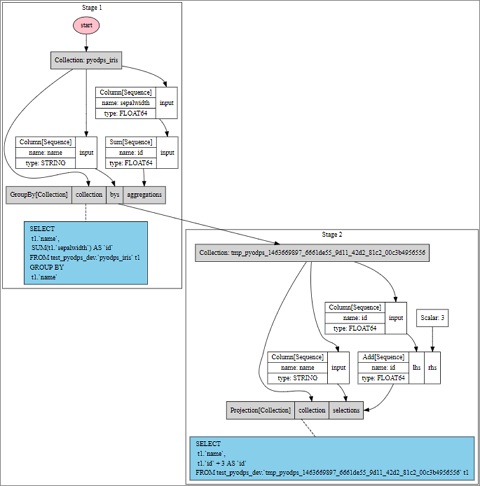 Stage 1
start
Collection: pyodps_iris
Column[Sequence]
name: sepalwidth
type: FLOAT64
input
Column[Sequence]
name: name
type: STRING
input
Sum[Sequence]
name: id
type: FLOAT64
input
GroupBy[Collection]
collection
bys
aggregations
SELECT
t1.`name`,
SUM(t1.`sepalwidth`) AS `id`
FROM test_pyodps_dev.`pyodps_iris` t1
GROUP BY
t1.`name`
Stage 2
Collection: tmp_pyodps_1463669897_6661de55_9d11_42d2_81c2_00c3b4956556
Column[Sequence]
name: id
type: FLOAT64
input
Scalar: 3
Column[Sequence]
name: name
type: STRING
input
Add[Sequence]
name: id
type: FLOAT64
lhs
rhs
Projection[Collection]
collection
selections
SELECT
t1.`name`,
t1.`id` + 3 AS `id`
FROM test_pyodps_dev.`tmp_pyodps_1463669897_6661de55_9d11_42d2_81c2_00c3b4956556` t1